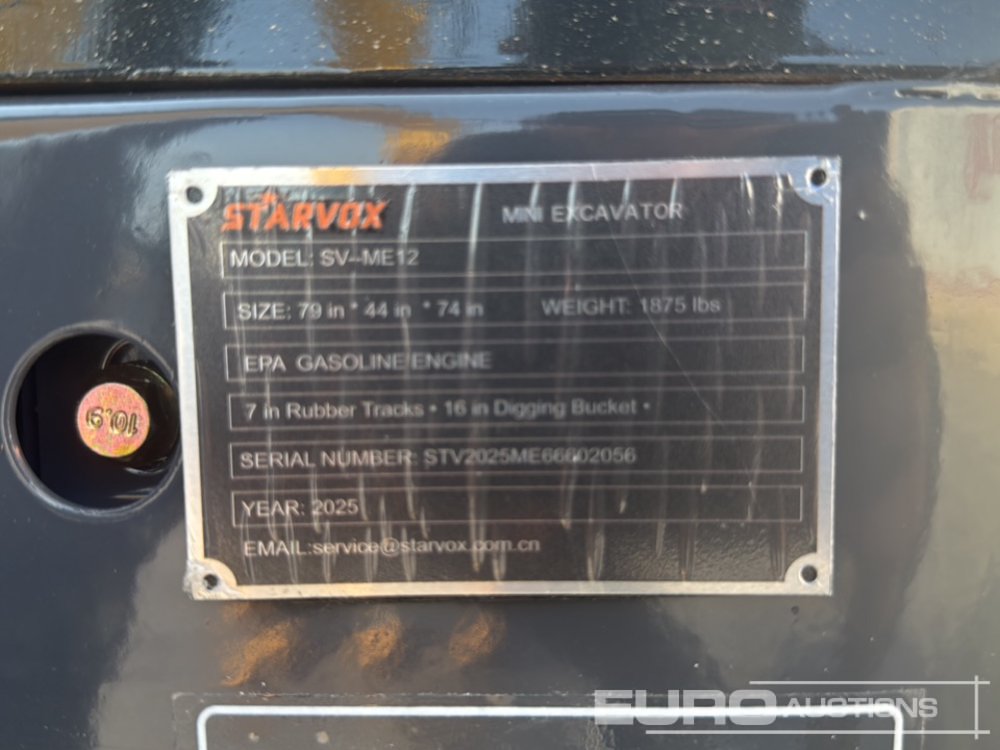 STARVOX MINI EXCAVATOR
MODEL: SV--ME12
SIZE: 79 in * 44 in * 74 in WEIGHT: 1875 lbs
EPA GASOLINE ENGINE
7 in Rubber Tracks • 16 in Digging Bucket •
SERIAL NUMBER: STV2025ME66602056
YEAR: 2025
EMAIL:service@starvox.com.cn
10.9
EURO AUCTIONS